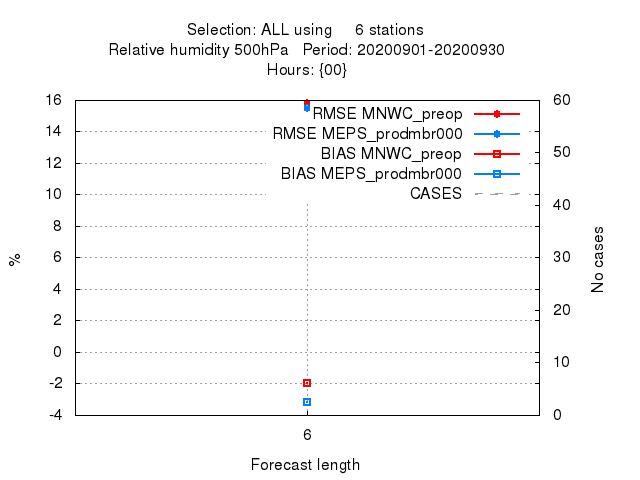 Selection: ALL using 6 stations
Relative humidity 500hPa Period: 20200901-20200930
Hours: {00}
16
14
12
10
8
6
4
2
0
-2
-4
%
RMSE MNWC_preop
RMSE MEPS_prodmbr000
BIAS MNWC_preop
BIAS MEPS_prodmbr000
CASES
60
50
40
30
20
10
0
No cases
6
Forecast length